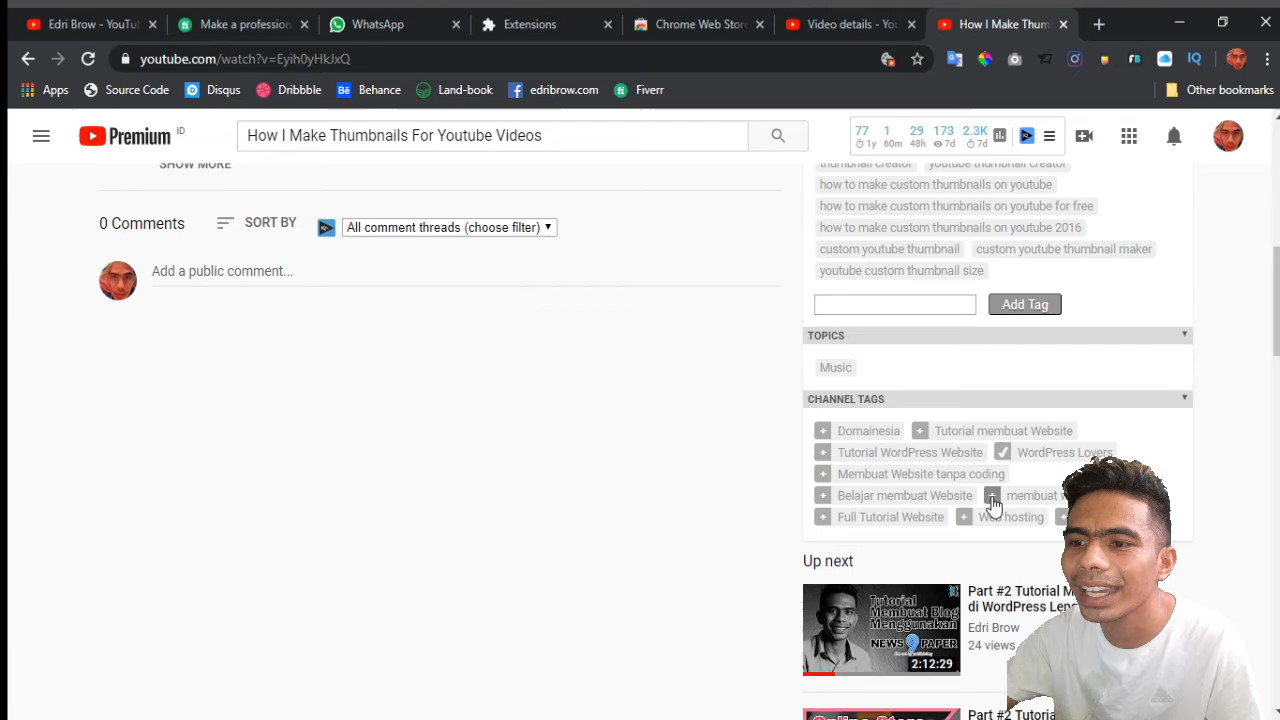 Edri Brow - YouTu
Make a profession
WhatsApp
Extensions
Chrome Web Stor
Video details - You
How I Make Thum
youtube.com/watch?v=Eyih0yHkJxQ
Apps
Source Code
Disqus
Dribbble
Behance
Land-book
edribrow.com
Fiverr
Other bookmarks
Premium ID
How I Make Thumbnails For Youtube Videos
77 1 29 173 2.3K
1y 60m 48h 7d 7d
SHOW MORE
0 Comments
SORT BY
All comment threads (choose filter)
Add a public comment...
thumbnail creator youtube thumbnail creator
how to make custom thumbnails on youtube
how to make custom thumbnails on youtube for free
how to make custom thumbnails on youtube 2016
custom youtube thumbnail custom youtube thumbnail maker
youtube custom thumbnail size
Add Tag
TOPICS
Music
CHANNEL TAGS
+ Domainesia + Tutorial membuat Website
+ Tutorial WordPress Website ✓ WordPress Lovers
+ Membuat Website tanpa coding
+ Belajar membuat Website + membuat
+ Full Tutorial Website + Web hosting +
Up next
Tutorial
Membuat Blog
Menggunakan
NEWS 9 PAPER
2:12:29
Part #2 Tutorial
di WordPress
Edri Brow
24 views
Online Store
Part #2 Tutorial